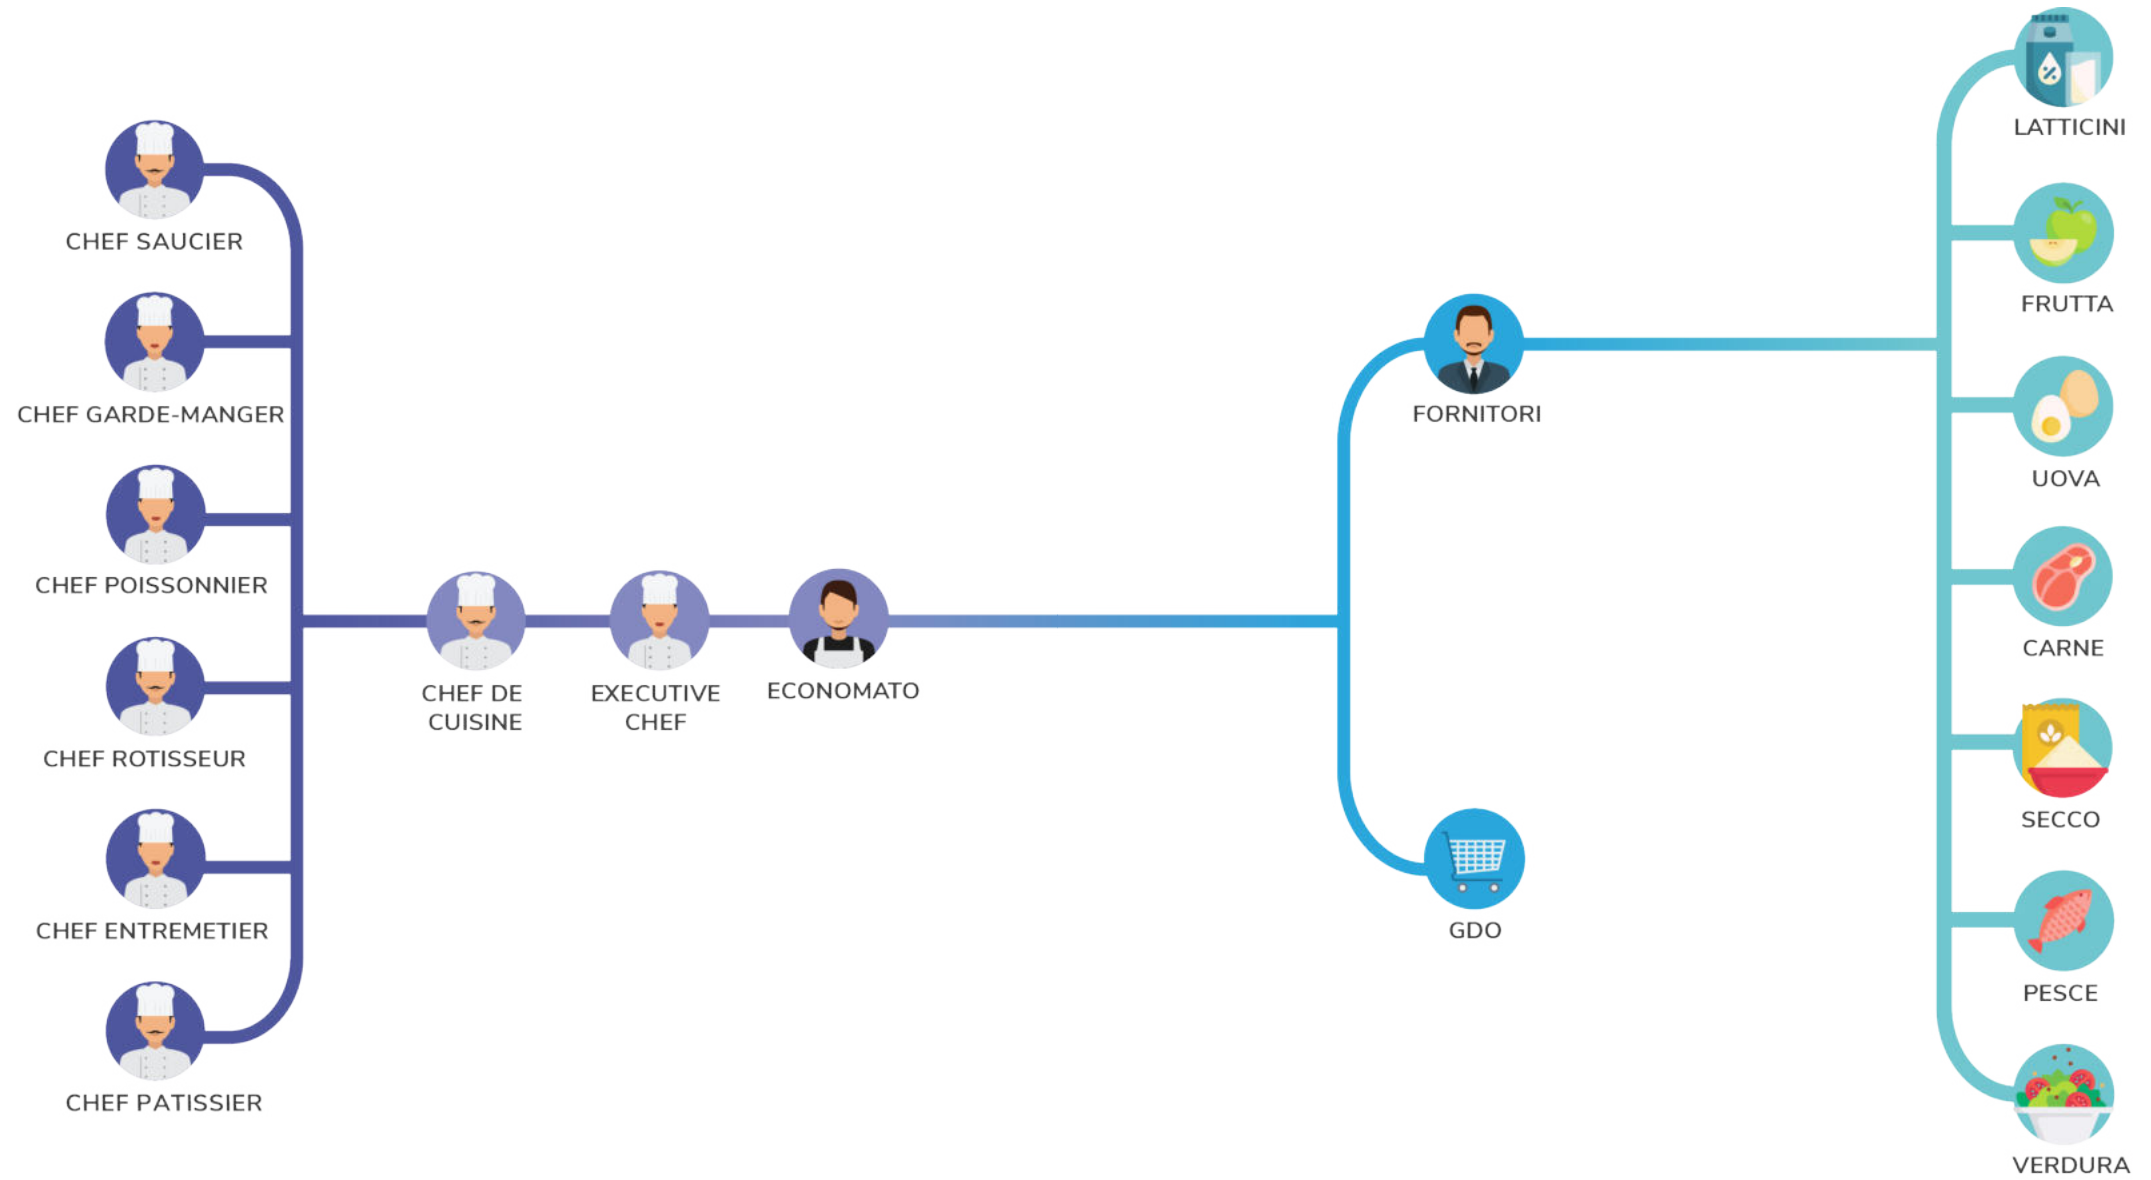 CHEF SAUCIER
CHEF GARDE-MANGER
CHEF POISSONNIER
CHEF ROTISSEUR
CHEF ENTREMETIER
CHEF PATISSIER
CHEF DE
CUISINE
EXECUTIVE
CHEF
ECONOMATO
FORNITORI
GDO
LATTICINI
FRUTTA
UOVA
CARNE
SECCO
PESCE
VERDURA